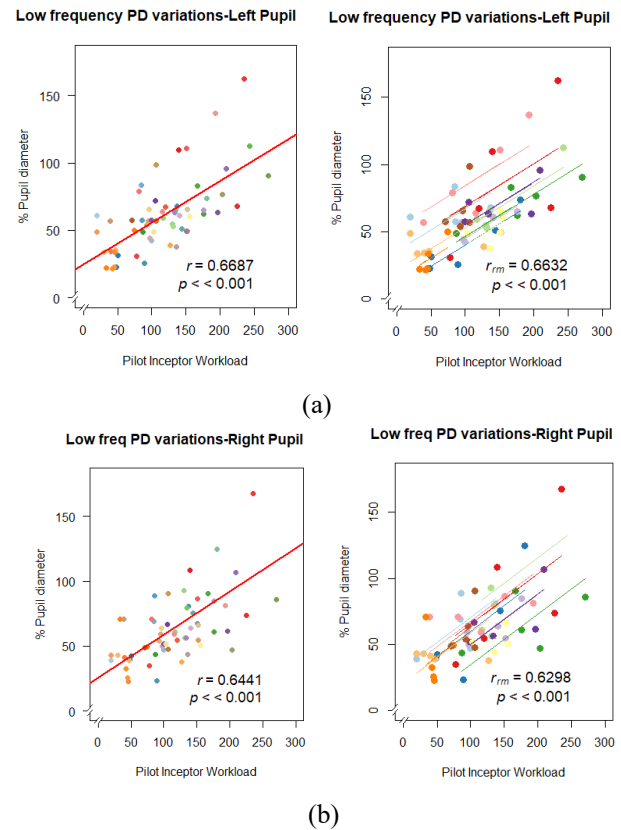 Low frequency PD variations-Left Pupil
% Pupil diameter
0
50
100
150
r = 0.6687
p < < 0.001
0 50 100 150 200 250 300
Pilot Inceptor Workload
Low frequency PD variations-Left Pupil
% Pupil diameter
0
50
100
150
rrm = 0.6632
p < < 0.001
0 50 100 150 200 250 300
Pilot Inceptor Workload
(a)
Low freq PD variations-Right Pupil
% Pupil diameter
0
50
100
150
r = 0.6441
p < < 0.001
0 50 100 150 200 250 300
Pilot Inceptor Workload
Low freq PD variations-Right Pupil
% Pupil diameter
0
50
100
150
rrm = 0.6298
p < < 0.001
0 50 100 150 200 250 300
Pilot Inceptor Workload
(b)